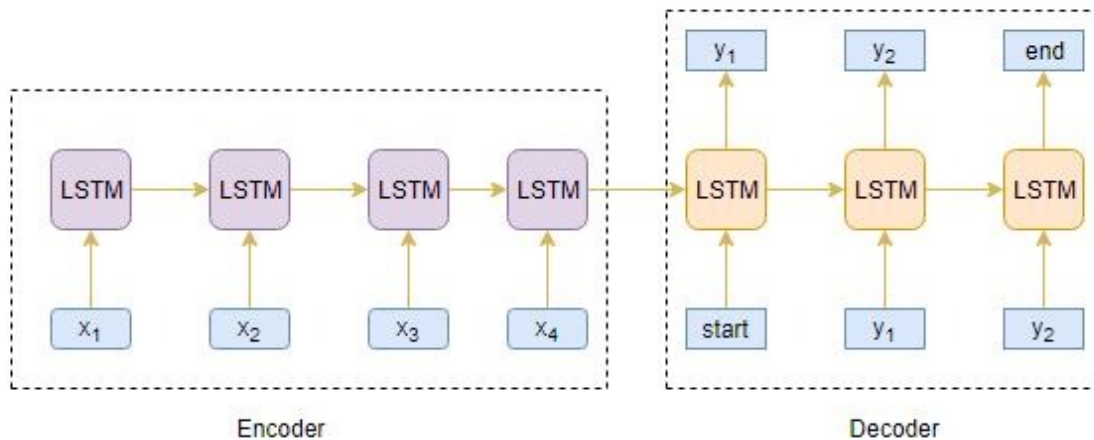 y₁ y₂ end
LSTM LSTM LSTM LSTM LSTM LSTM LSTM
x₁ x₂ x₃ x₄ start y₁ y₂
Encoder Decoder